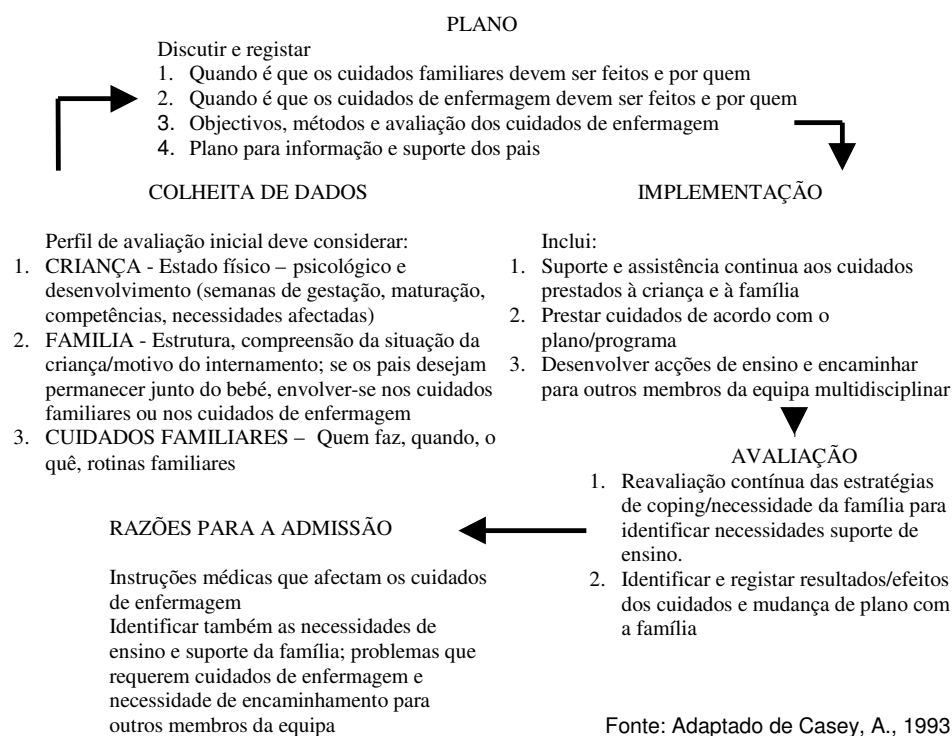 PLANO
Discutir e registar
1. Quando é que os cuidados familiares devem ser feitos e por quem
2. Quando é que os cuidados de enfermagem devem ser feitos e por quem
3. Objectivos, métodos e avaliação dos cuidados de enfermagem
4. Plano para informação e suporte dos pais
COLHEITA DE DADOS
Perfil de avaliação inicial deve considerar:
1. CRIANÇA - Estado físico – psicológico e
desenvolvimento (semanas de gestação, maturação,
competências, necessidades afectadas)
2. FAMILIA - Estrutura, compreensão da situação da
criança/motivo do internamento; se os pais desejam
permanecer junto do bebé, envolver-se nos cuidados
familiares ou nos cuidados de enfermagem
3. CUIDADOS FAMILIARES – Quem faz, quando, o
quê, rotinas familiares
IMPLEMENTAÇÃO
Inclui:
1. Suporte e assistência continua aos cuidados
prestados à criança e à família
2. Prestar cuidados de acordo com o
plano/programa
3. Desenvolver acções de ensino e encaminhar
para outros membros da equipa multidisciplinar
AVALIAÇÃO
1. Reavaliação contínua das estratégias
de coping/necessidade da família para
identificar necessidades suporte de
ensino.
2. Identificar e registar resultados/efeitos
dos cuidados e mudança de plano com
a família
RAZÕES PARA A ADMISSÃO
Instruções médicas que afectam os cuidados
de enfermagem
Identificar também as necessidades de
ensino e suporte da família; problemas que
requerem cuidados de enfermagem e
necessidade de encaminhamento para
outros membros da equipa
Fonte: Adaptado de Casey, A., 1993